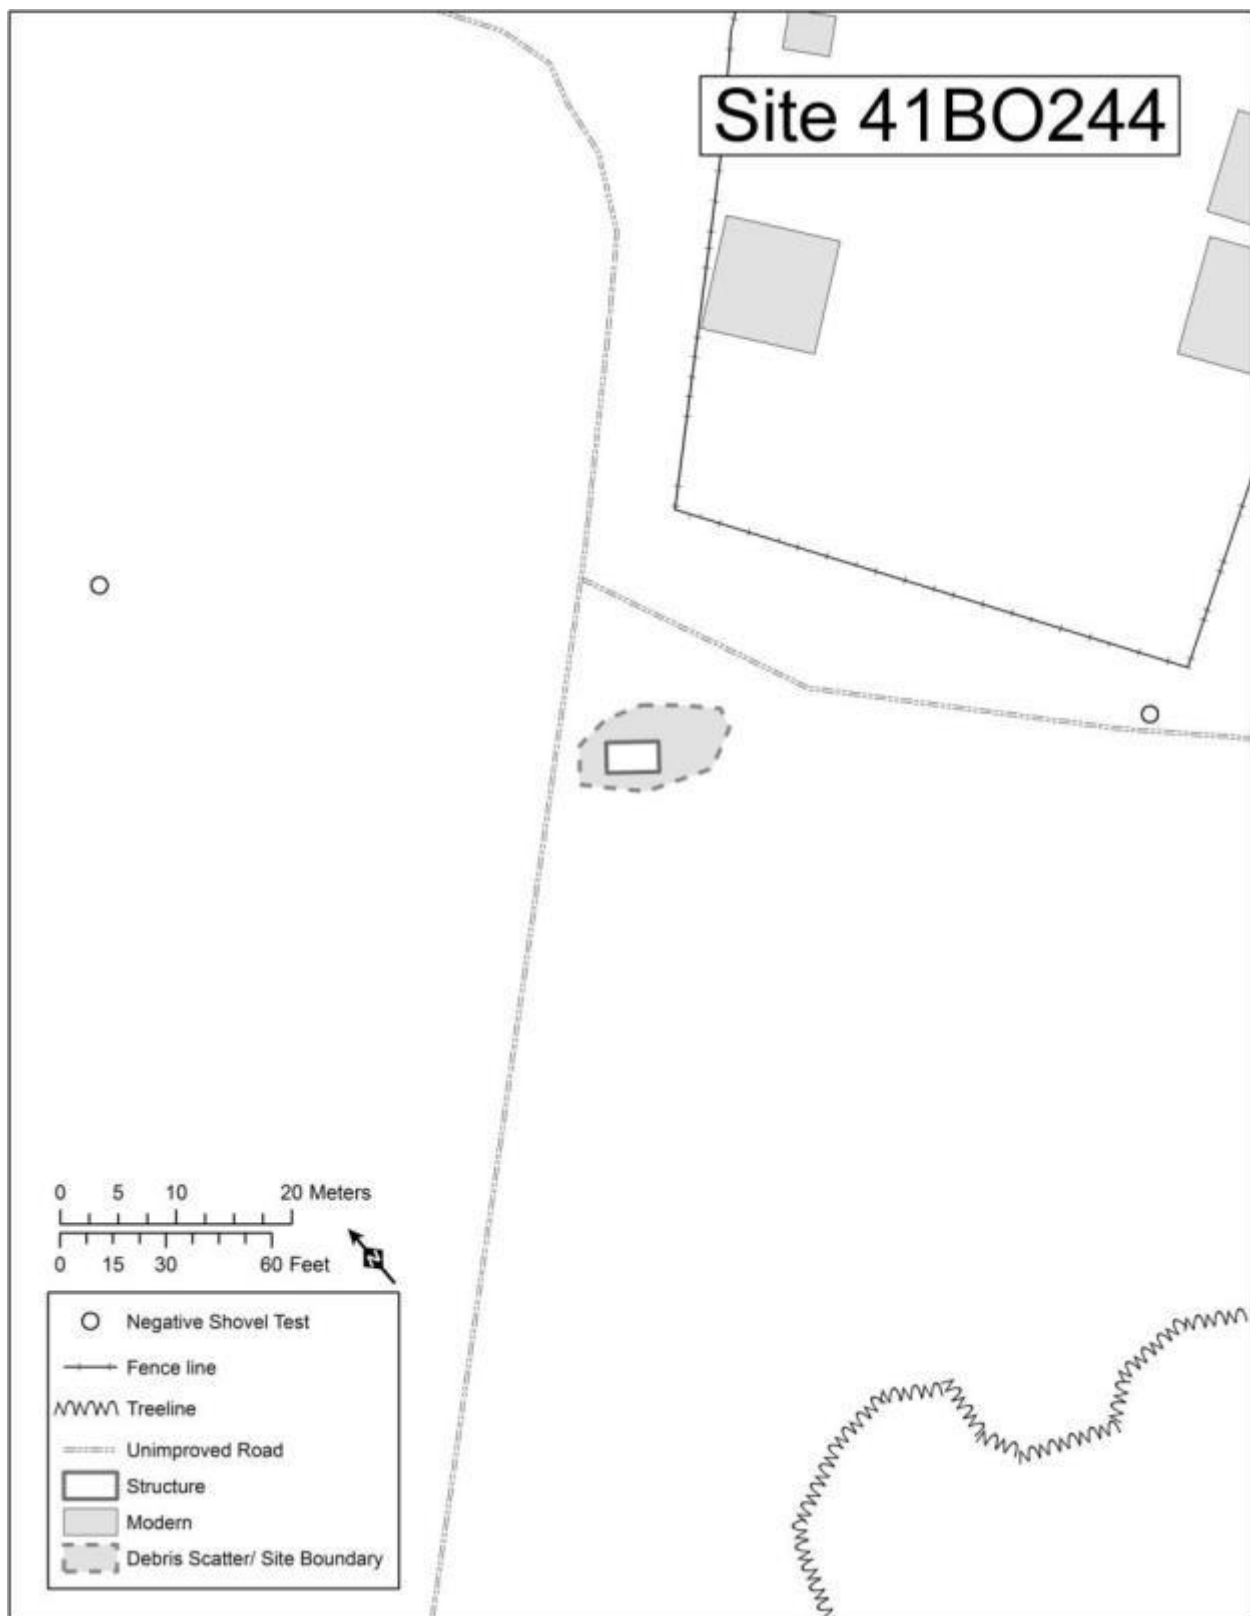 Site 41BO244
0 5 10 20 Meters
0 15 30 60 Feet
N
Negative Shovel Test
Fence line
Treeline
Unimproved Road
Structure
Modern
Debris Scatter/ Site Boundary